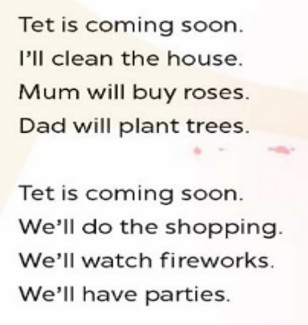 Tet is coming soon.
I'll clean the house.
Mum will buy roses.
Dad will plant trees.
Tet is coming soon.
We'll do the shopping.
We'll watch fireworks.
We'll have parties.